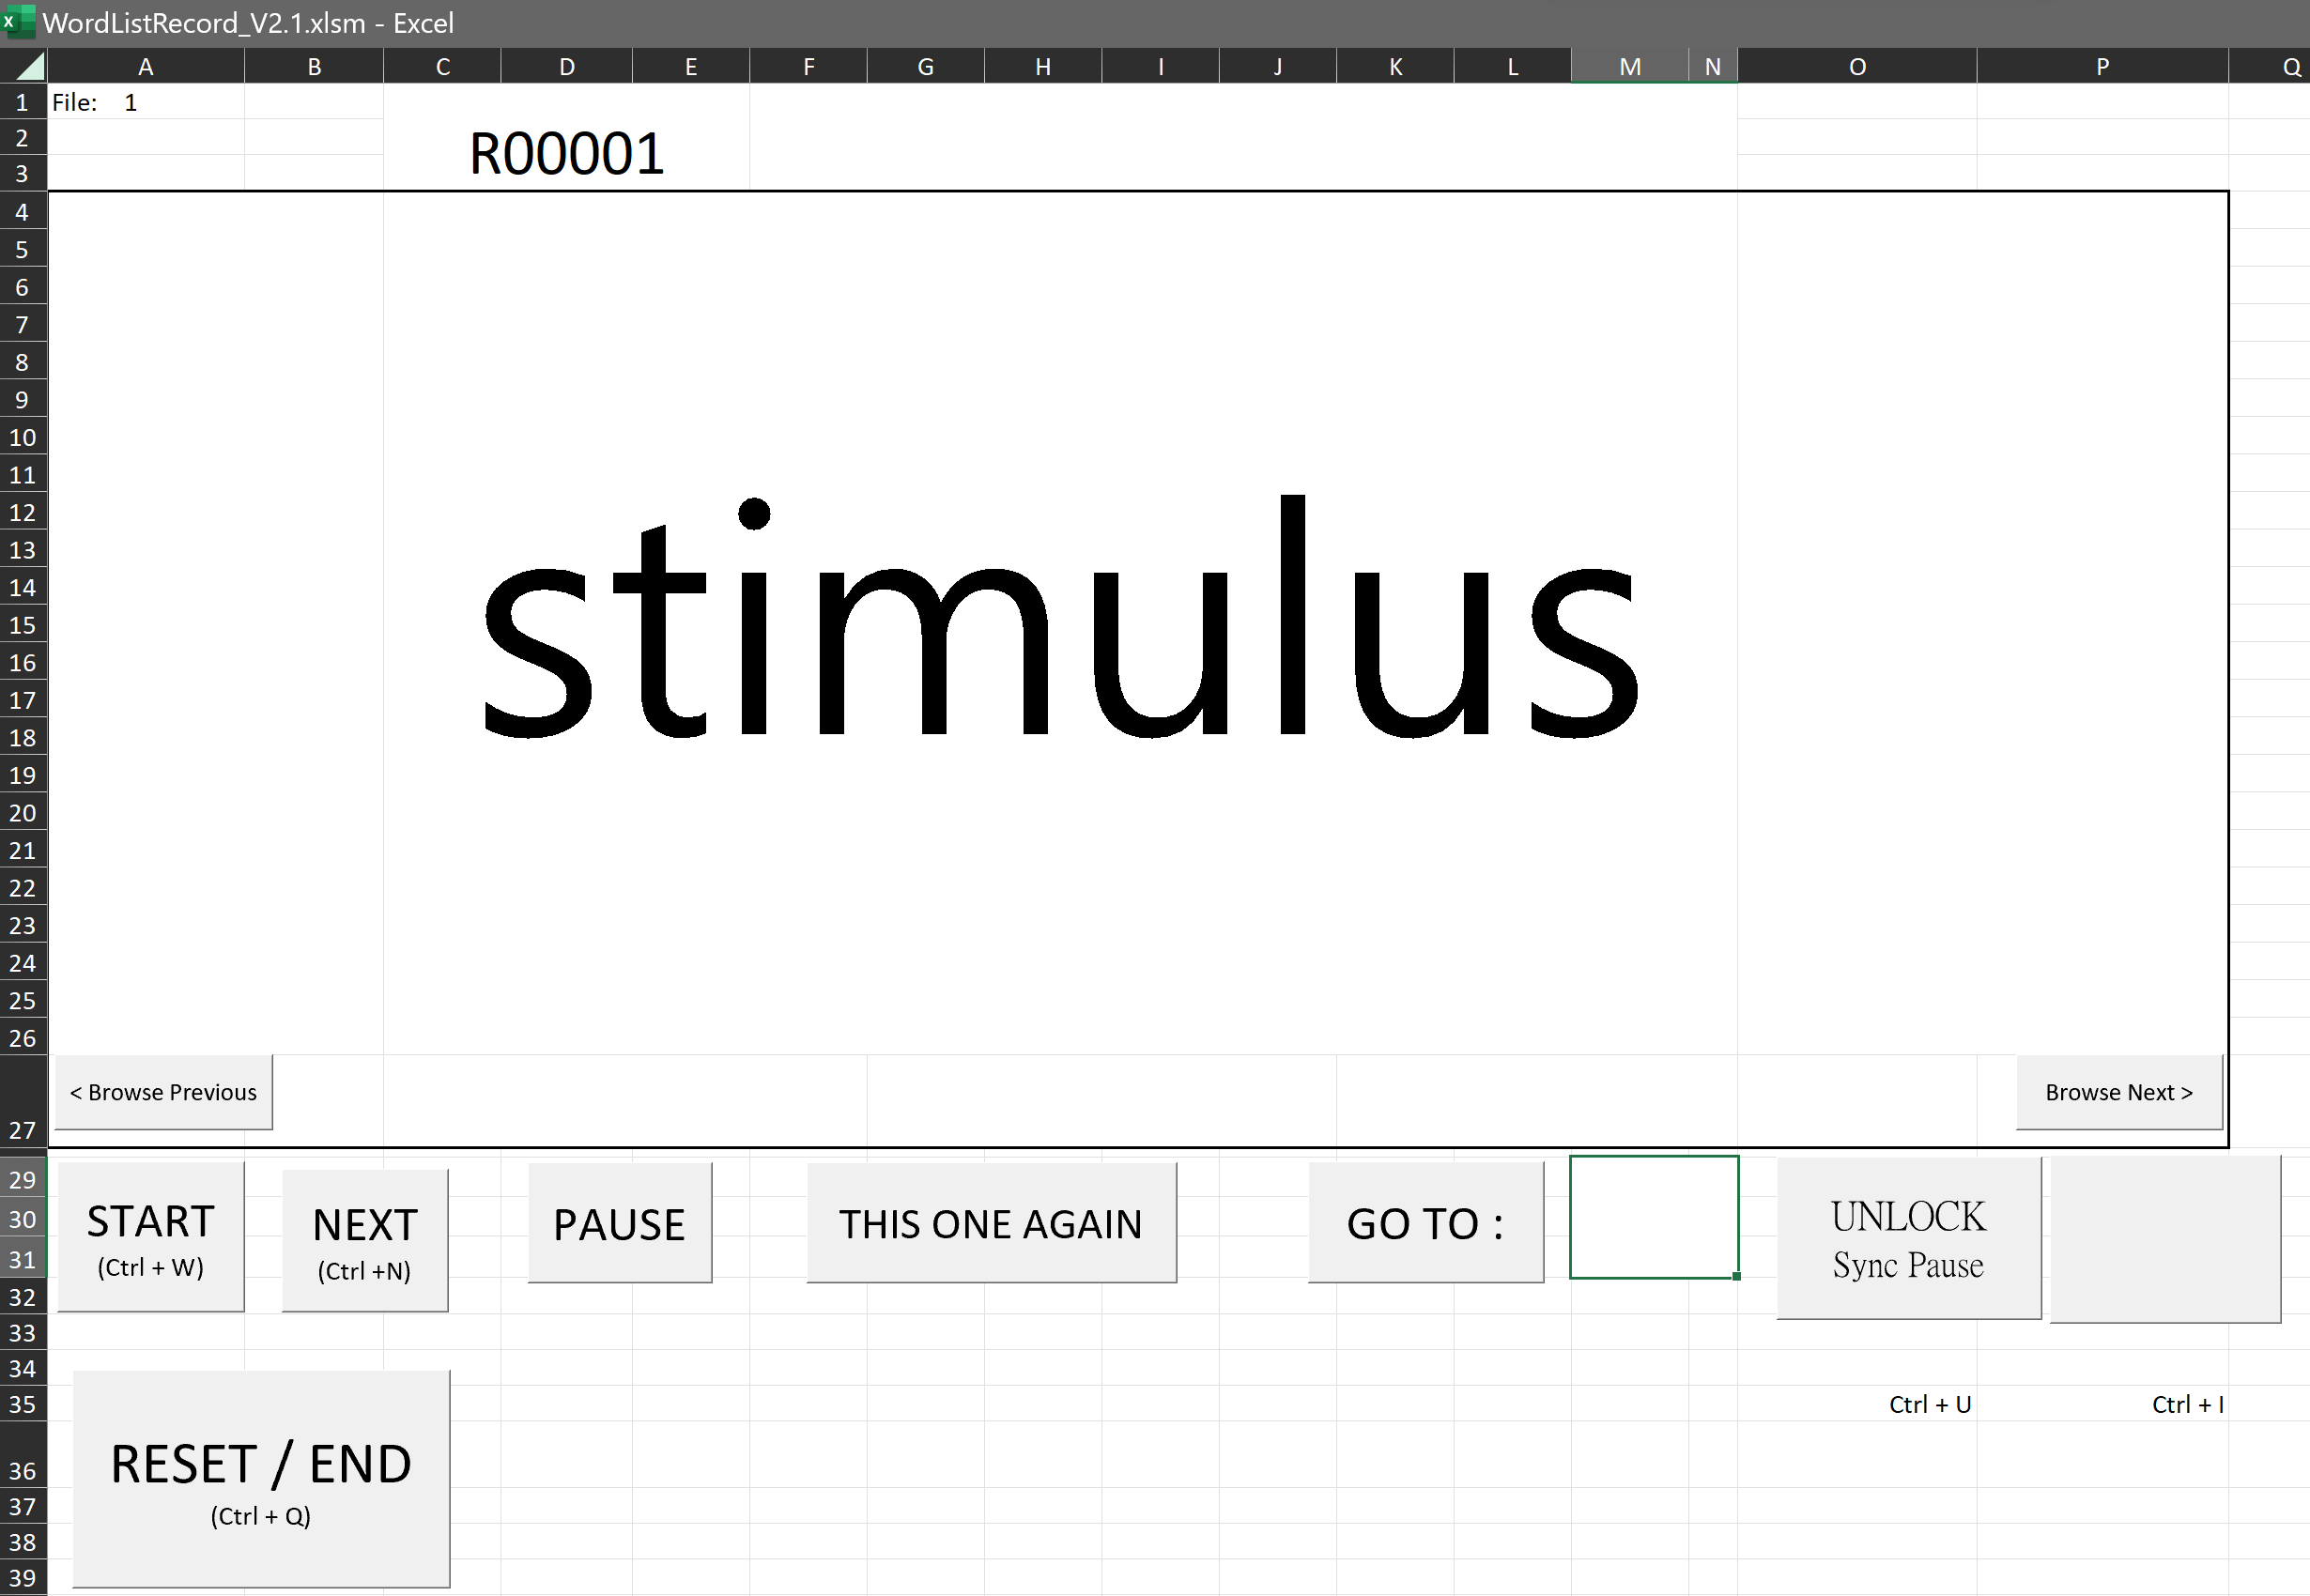 WordListRecord_V2.1.xlsm - Excel
A B C D E F G H I J K L M N O P Q
1 File: 1
2 R00001
3
4
5
6
7
8
9
10
11
12
13
14
15 stimulus
16
17
18
19
20
21
22
23
24
25
26
< Browse Previous Browse Next >
27
29
30 START NEXT PAUSE THIS ONE AGAIN GO TO : UNLOCK
31 (Ctrl + W) (Ctrl +N) Sync Pause
32
33
34
35 Ctrl + U Ctrl + I
36 RESET / END
37 (Ctrl + Q)
38
39